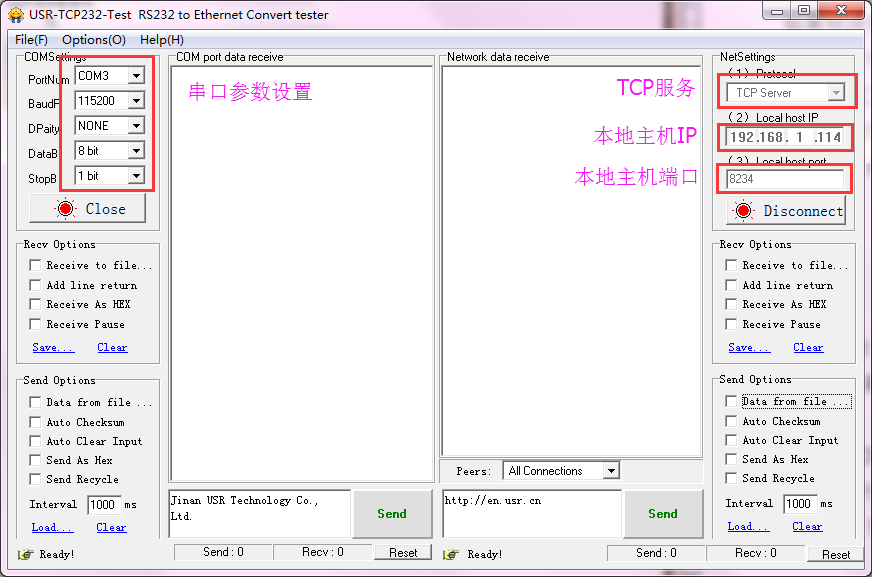 USR-TCP232-Test RS232 to Ethernet Convert tester
File(F) Options(O) Help(H)
COMSettings
PortNum COM3
BaudR 115200
DPaity NONE
DataB 8 bit
StopB 1 bit
Close
Recv Options
Receive to file...
Add line return
Receive As HEX
Receive Pause
Save... Clear
Send Options
Data from file ...
Auto Checksum
Auto Clear Input
Send As Hex
Send Recycle
Interval 1000 ms
Load... Clear
Ready!
COM port data receive
串口参数设置
Jinan USR Technology Co.,
Ltd.
Send
Send : 0 Recv : 0 Reset
Network data receive
TCP服务
本地主机IP
本地主机端口
Peers: All Connections
http://en.usr.cn
Send
Ready!
Send : 0 Recv : 0 Reset
NetSettings
(1) Protocol
TCP Server
(2) Local host IP
192.168. 1 .114
(3) Local host port
8234
Disconnect
Recv Options
Receive to file...
Add line return
Receive As HEX
Receive Pause
Save... Clear
Send Options
Data from file ...
Auto Checksum
Auto Clear Input
Send As Hex
Send Recycle
Interval 1000 ms
Load... Clear